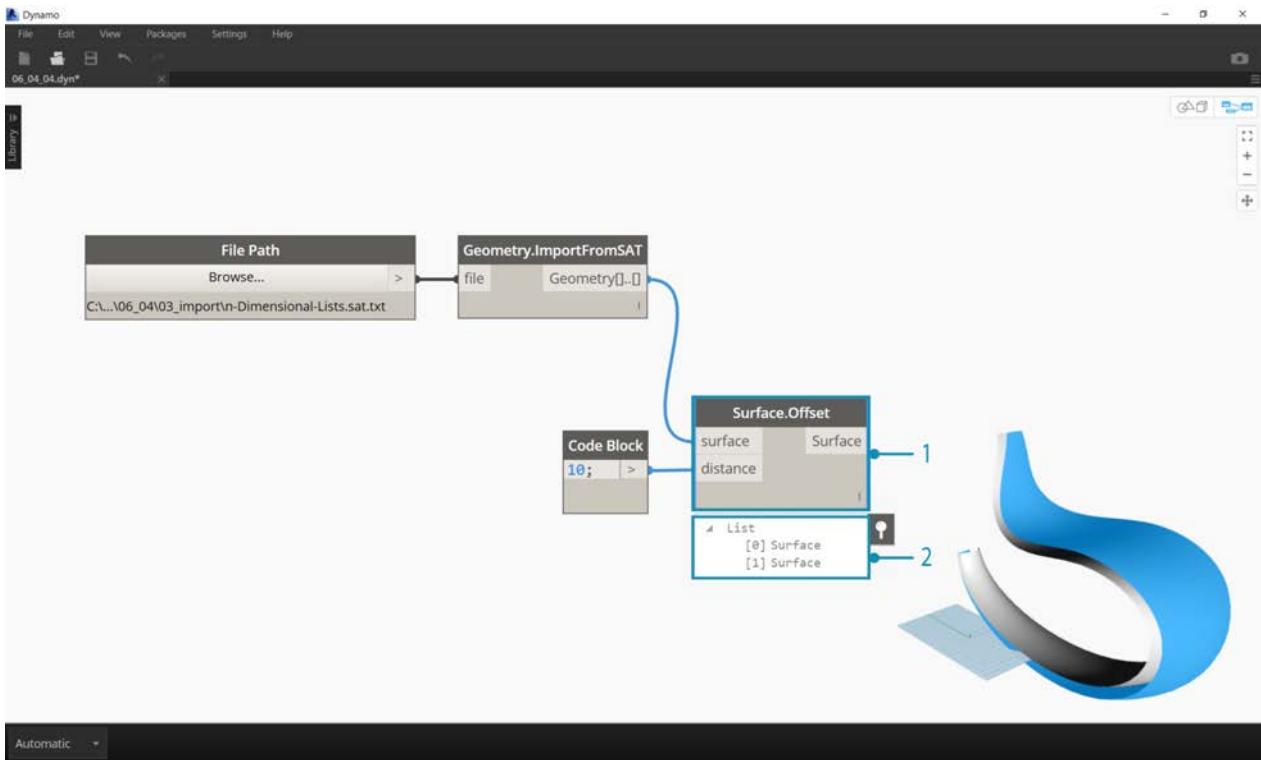 Dynamo
File Edit View Packages Settings Help
06_04_04.dyn*
Library
File Path
Browse... >
C:\...\06_04\03_import\n-Dimensional-Lists.sat.txt
Geometry.ImportFromSAT
file Geometry[]..[]
Code Block
10; >
Surface.Offset
surface Surface
distance
1
List
[0] Surface
[1] Surface
2
Automatic